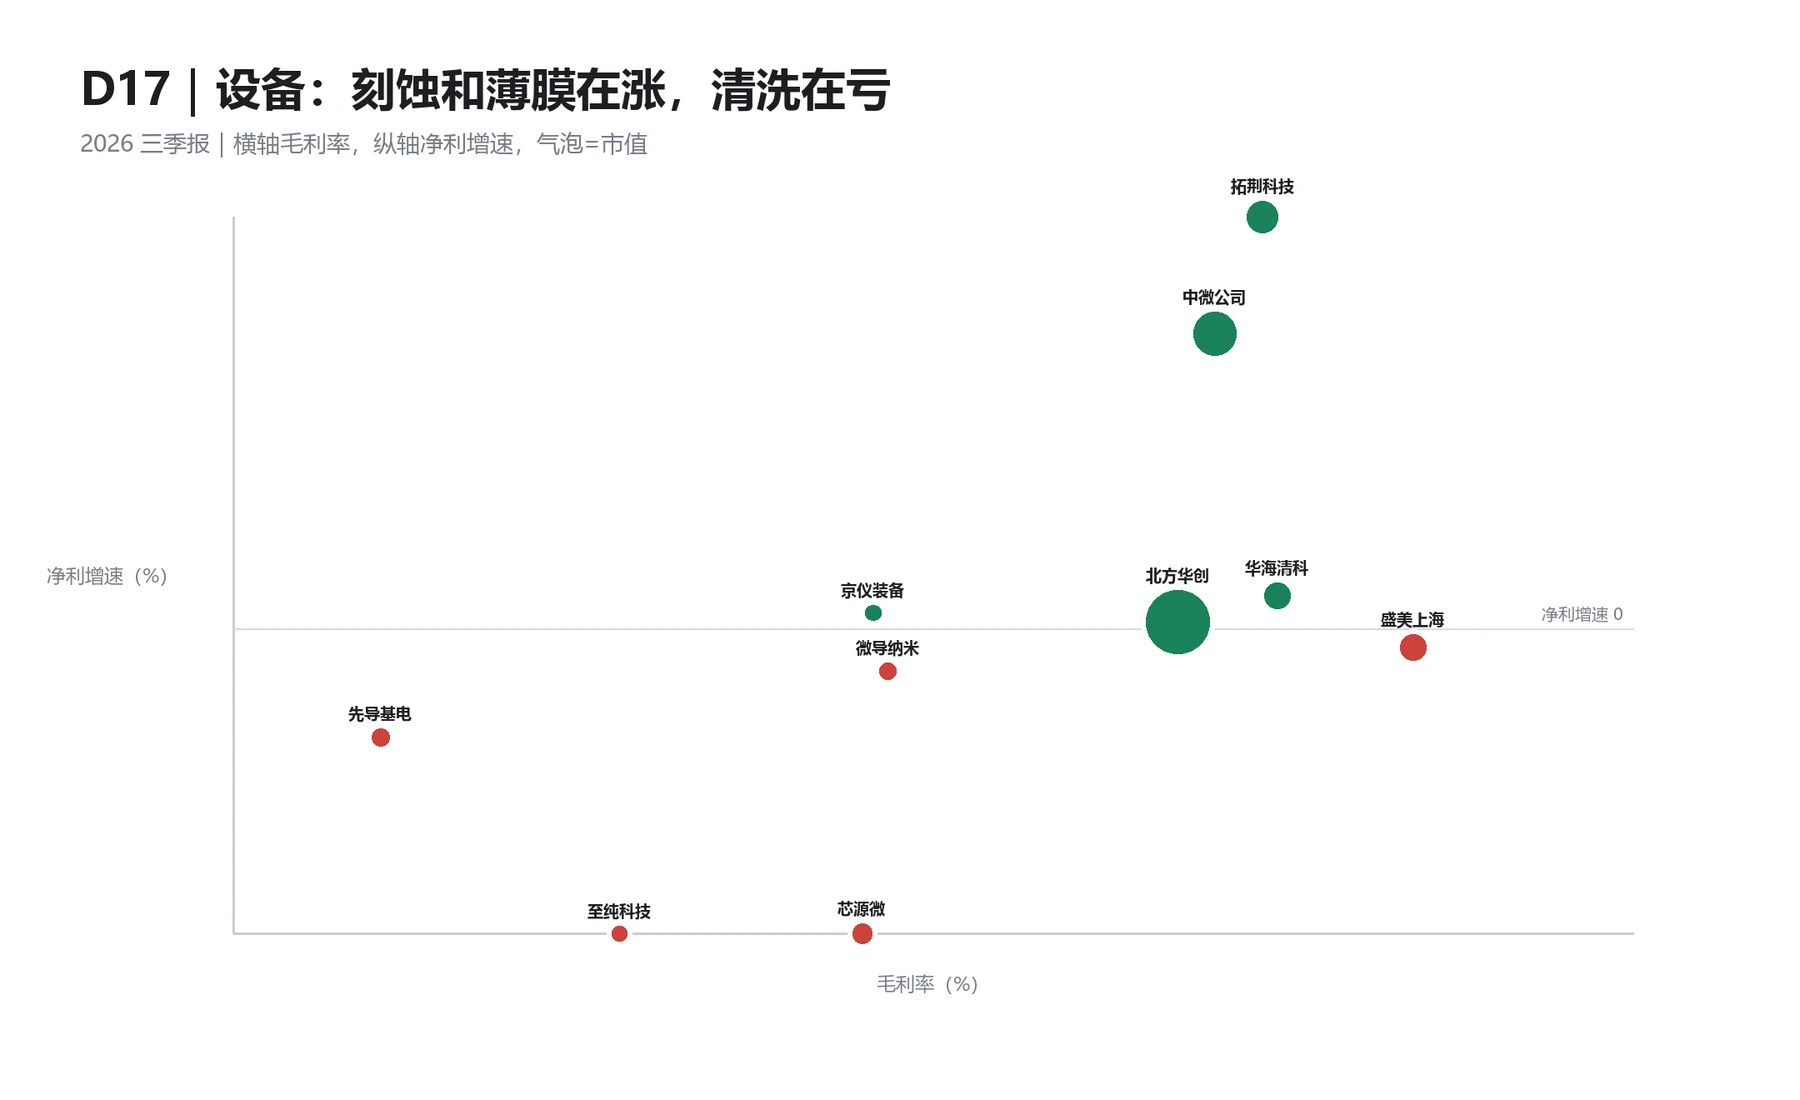 D17｜设备：刻蚀和薄膜在涨，清洗在亏
2026 三季报｜横轴毛利率，纵轴净利增速，气泡=市值
拓荆科技
中微公司
华海清科
北方华创
净利增速（%）
京仪装备
净利增速 0
盛美上海
微导纳米
先导基电
芯源微
至纯科技
毛利率（%）